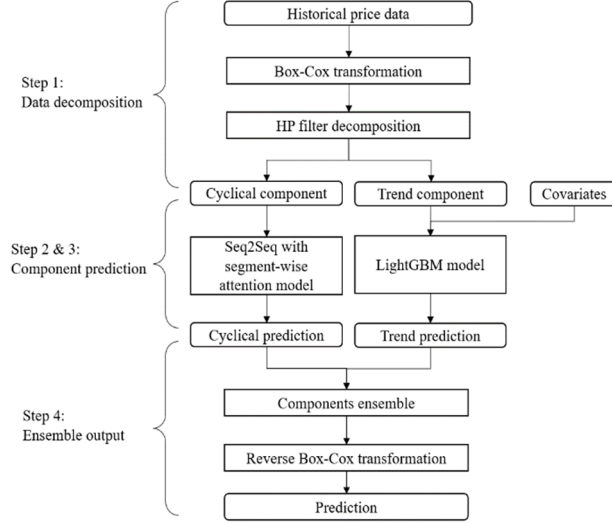 Historical price data
Step 1:
Data decomposition
Box-Cox transformation
HP filter decomposition
Cyclical component
Trend component
Covariates
Step 2 & 3:
Component prediction
Seq2Seq with
segment-wise
attention model
LightGBM model
Cyclical prediction
Trend prediction
Step 4:
Ensemble output
Components ensemble
Reverse Box-Cox transformation
Prediction